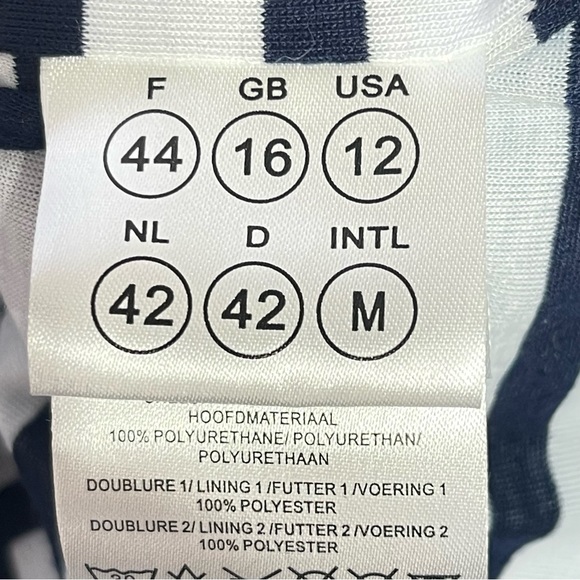 F GB USA
44 16 12
NL D INTL
42 42 M
HOOFDMATERIAAL
100% POLYURETHANE/ POLYURETHAN/
POLYURETHAAN
DOUBLURE 1/ LINING 1 /FUTTER 1 /VOERING 1
100% POLYESTER
DOUBLURE 2/ LINING 2 /FUTTER 2 /VOERING 2
100% POLYESTER